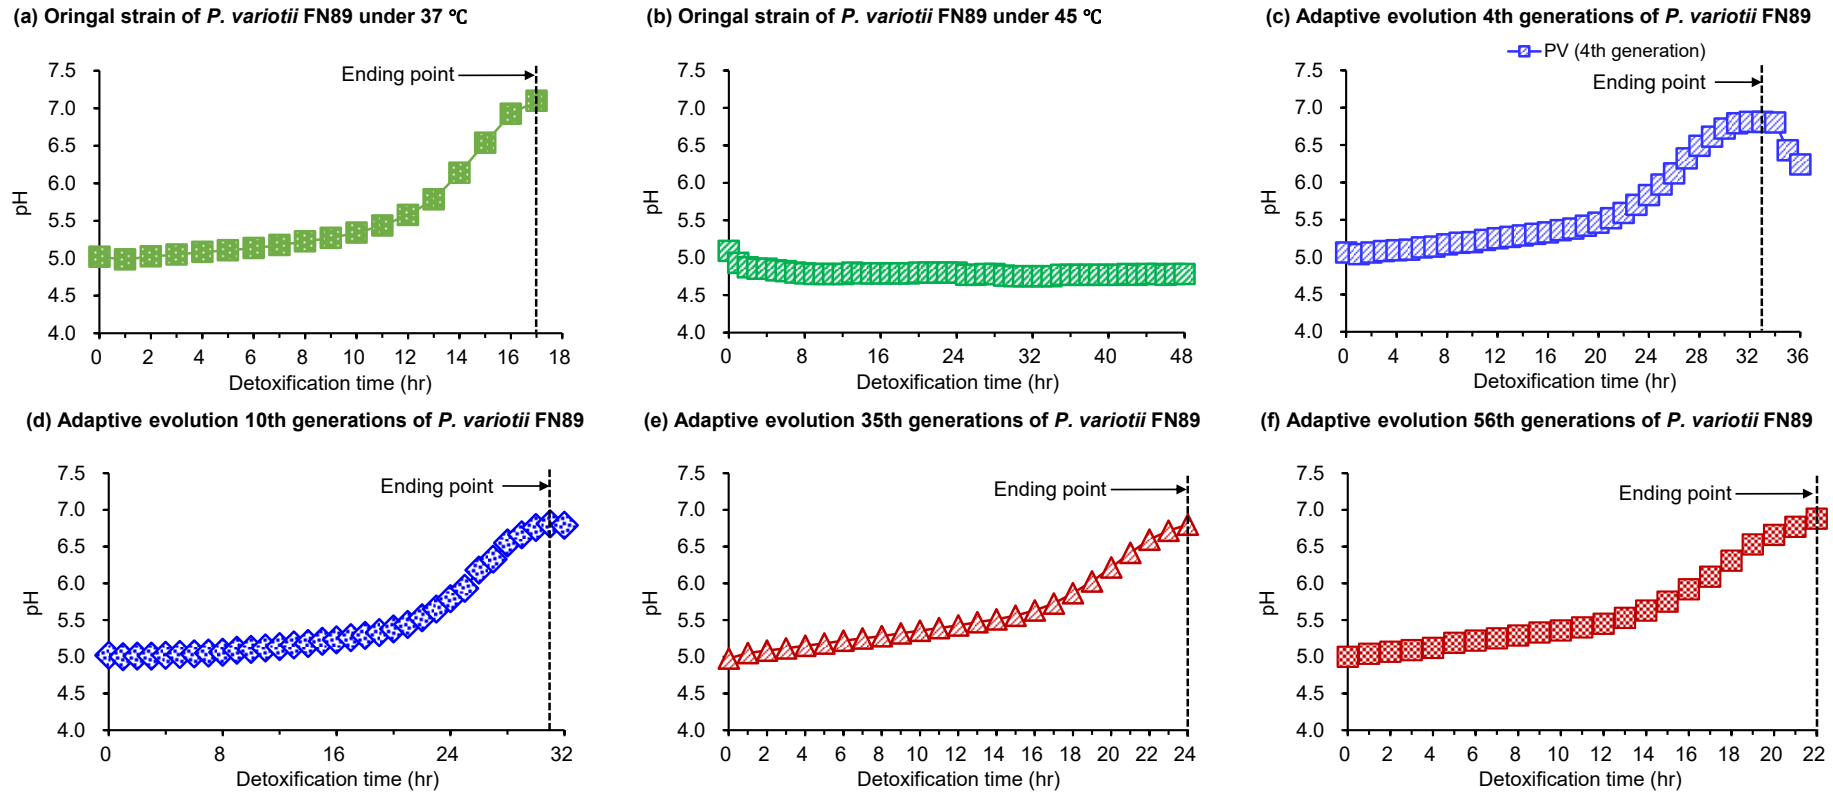 (a) Oringal strain of P. variotii FN89 under 37 ℃
Ending point
7.5
7.0
6.5
6.0
5.5
5.0
4.5
4.0
pH
0 2 4 6 8 10 12 14 16 18
Detoxification time (hr)
(b) Oringal strain of P. variotii FN89 under 45 ℃
7.5
7.0
6.5
6.0
5.5
5.0
4.5
4.0
pH
0 8 16 24 32 40 48
Detoxification time (hr)
(c) Adaptive evolution 4th generations of P. variotii FN89
PV (4th generation)
Ending point
7.5
7.0
6.5
6.0
5.5
5.0
4.5
4.0
pH
0 4 8 12 16 20 24 28 32 36
Detoxification time (hr)
(d) Adaptive evolution 10th generations of P. variotii FN89
Ending point
7.5
7.0
6.5
6.0
5.5
5.0
4.5
4.0
pH
0 8 16 24 32
Detoxification time (hr)
(e) Adaptive evolution 35th generations of P. variotii FN89
Ending point
7.5
7.0
6.5
6.0
5.5
5.0
4.5
4.0
pH
0 2 4 6 8 10 12 14 16 18 20 22 24
Detoxification time (hr)
(f) Adaptive evolution 56th generations of P. variotii FN89
Ending point
7.5
7.0
6.5
6.0
5.5
5.0
4.5
4.0
pH
0 2 4 6 8 10 12 14 16 18 20 22
Detoxification time (hr)